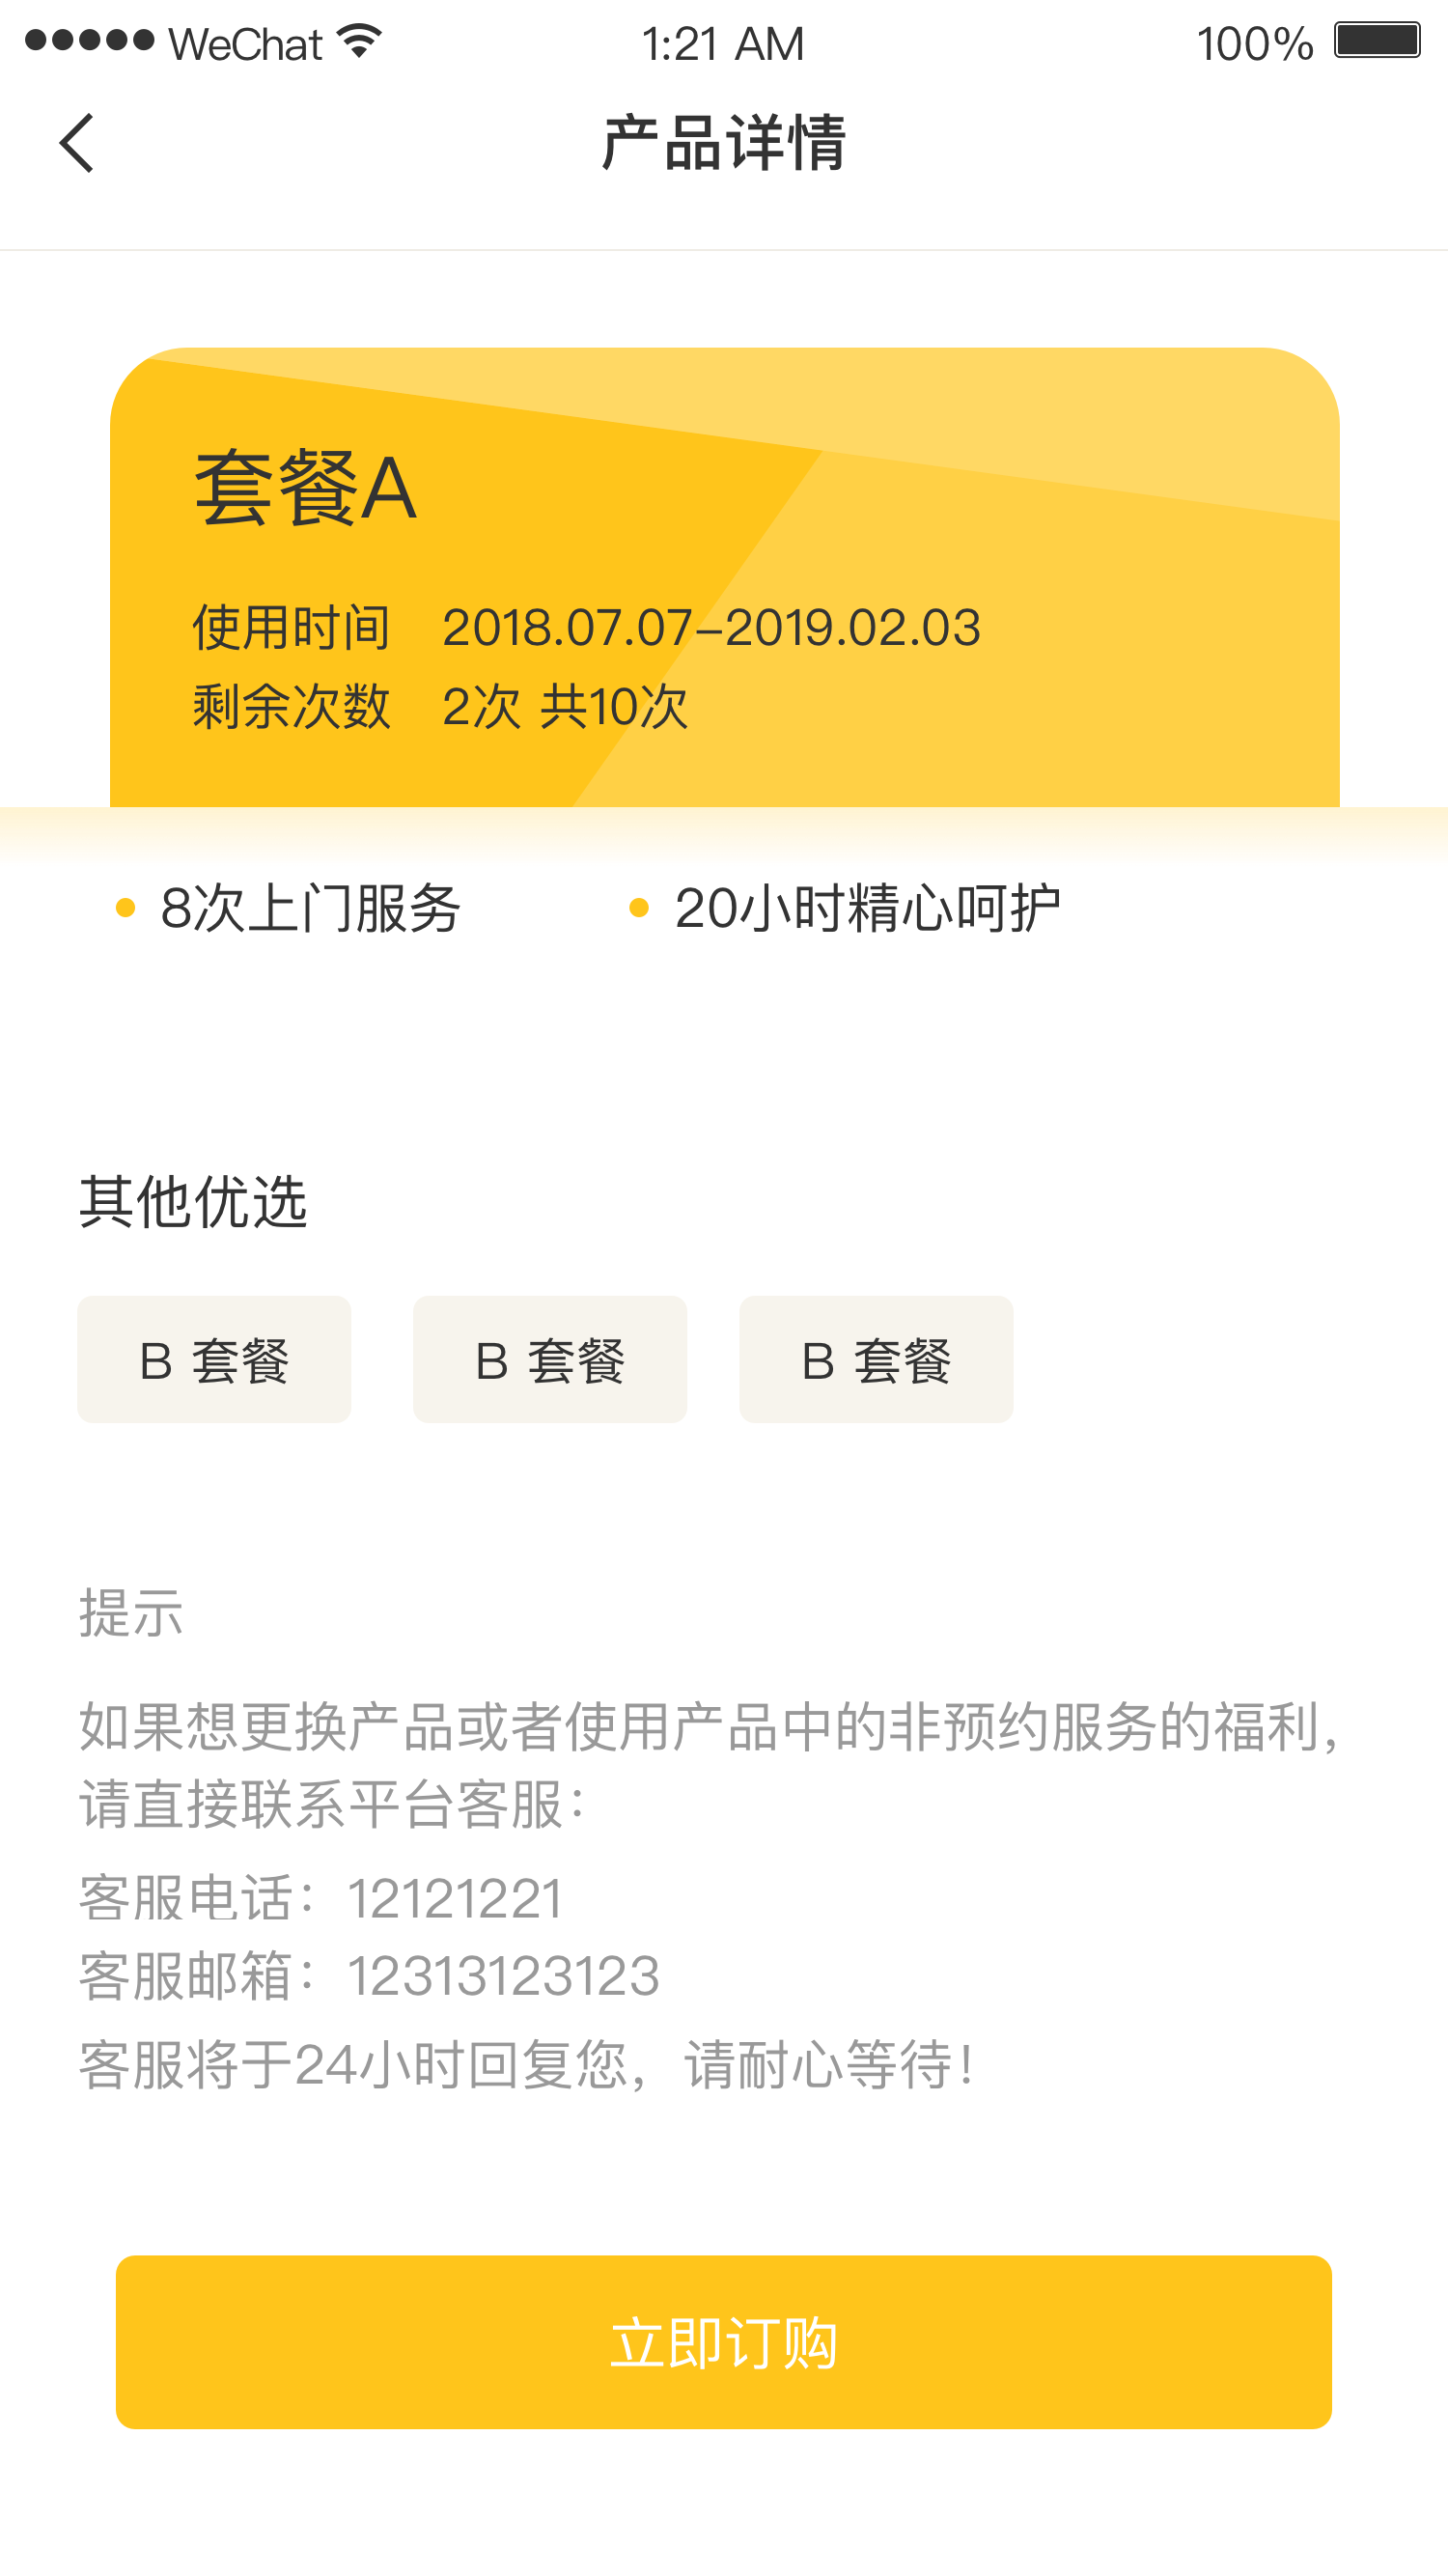 WeChat 1:21 AM 100%
产品详情
套餐A
使用时间 2018.07.07-2019.02.03
剩余次数 2次 共10次
8次上门服务 20小时精心呵护
其他优选
B 套餐 B 套餐 B 套餐
提示
如果想更换产品或者使用产品中的非预约服务的福利，
请直接联系平台客服：
客服电话：12121221
客服邮箱：12313123123
客服将于24小时回复您，请耐心等待！
立即订购